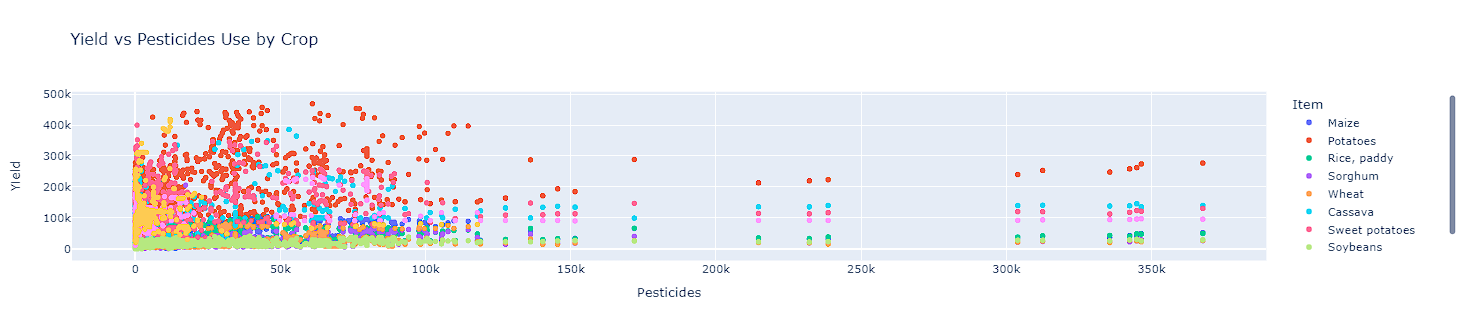 Yield vs Pesticides Use by Crop
Yield
500k
400k
300k
200k
100k
0
0
50k
100k
150k
200k
250k
300k
350k
Pesticides
Item
Maize
Potatoes
Rice, paddy
Sorghum
Wheat
Cassava
Sweet potatoes
Soybeans